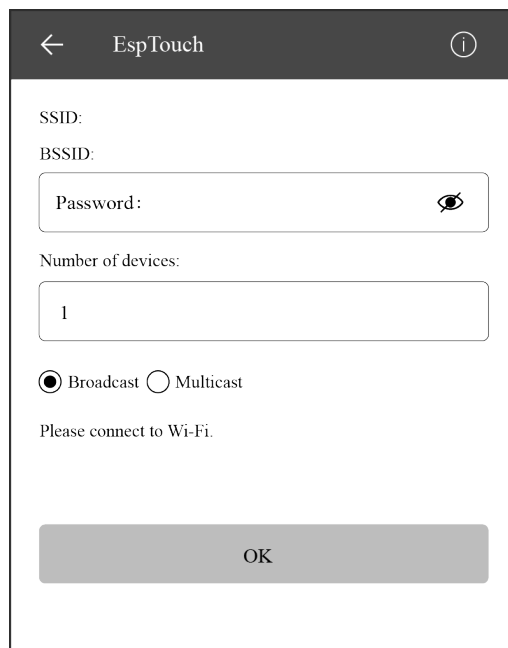 EspTouch
SSID:
BSSID:
Password:
Number of devices:
1
Broadcast Multicast
Please connect to Wi-Fi.
OK